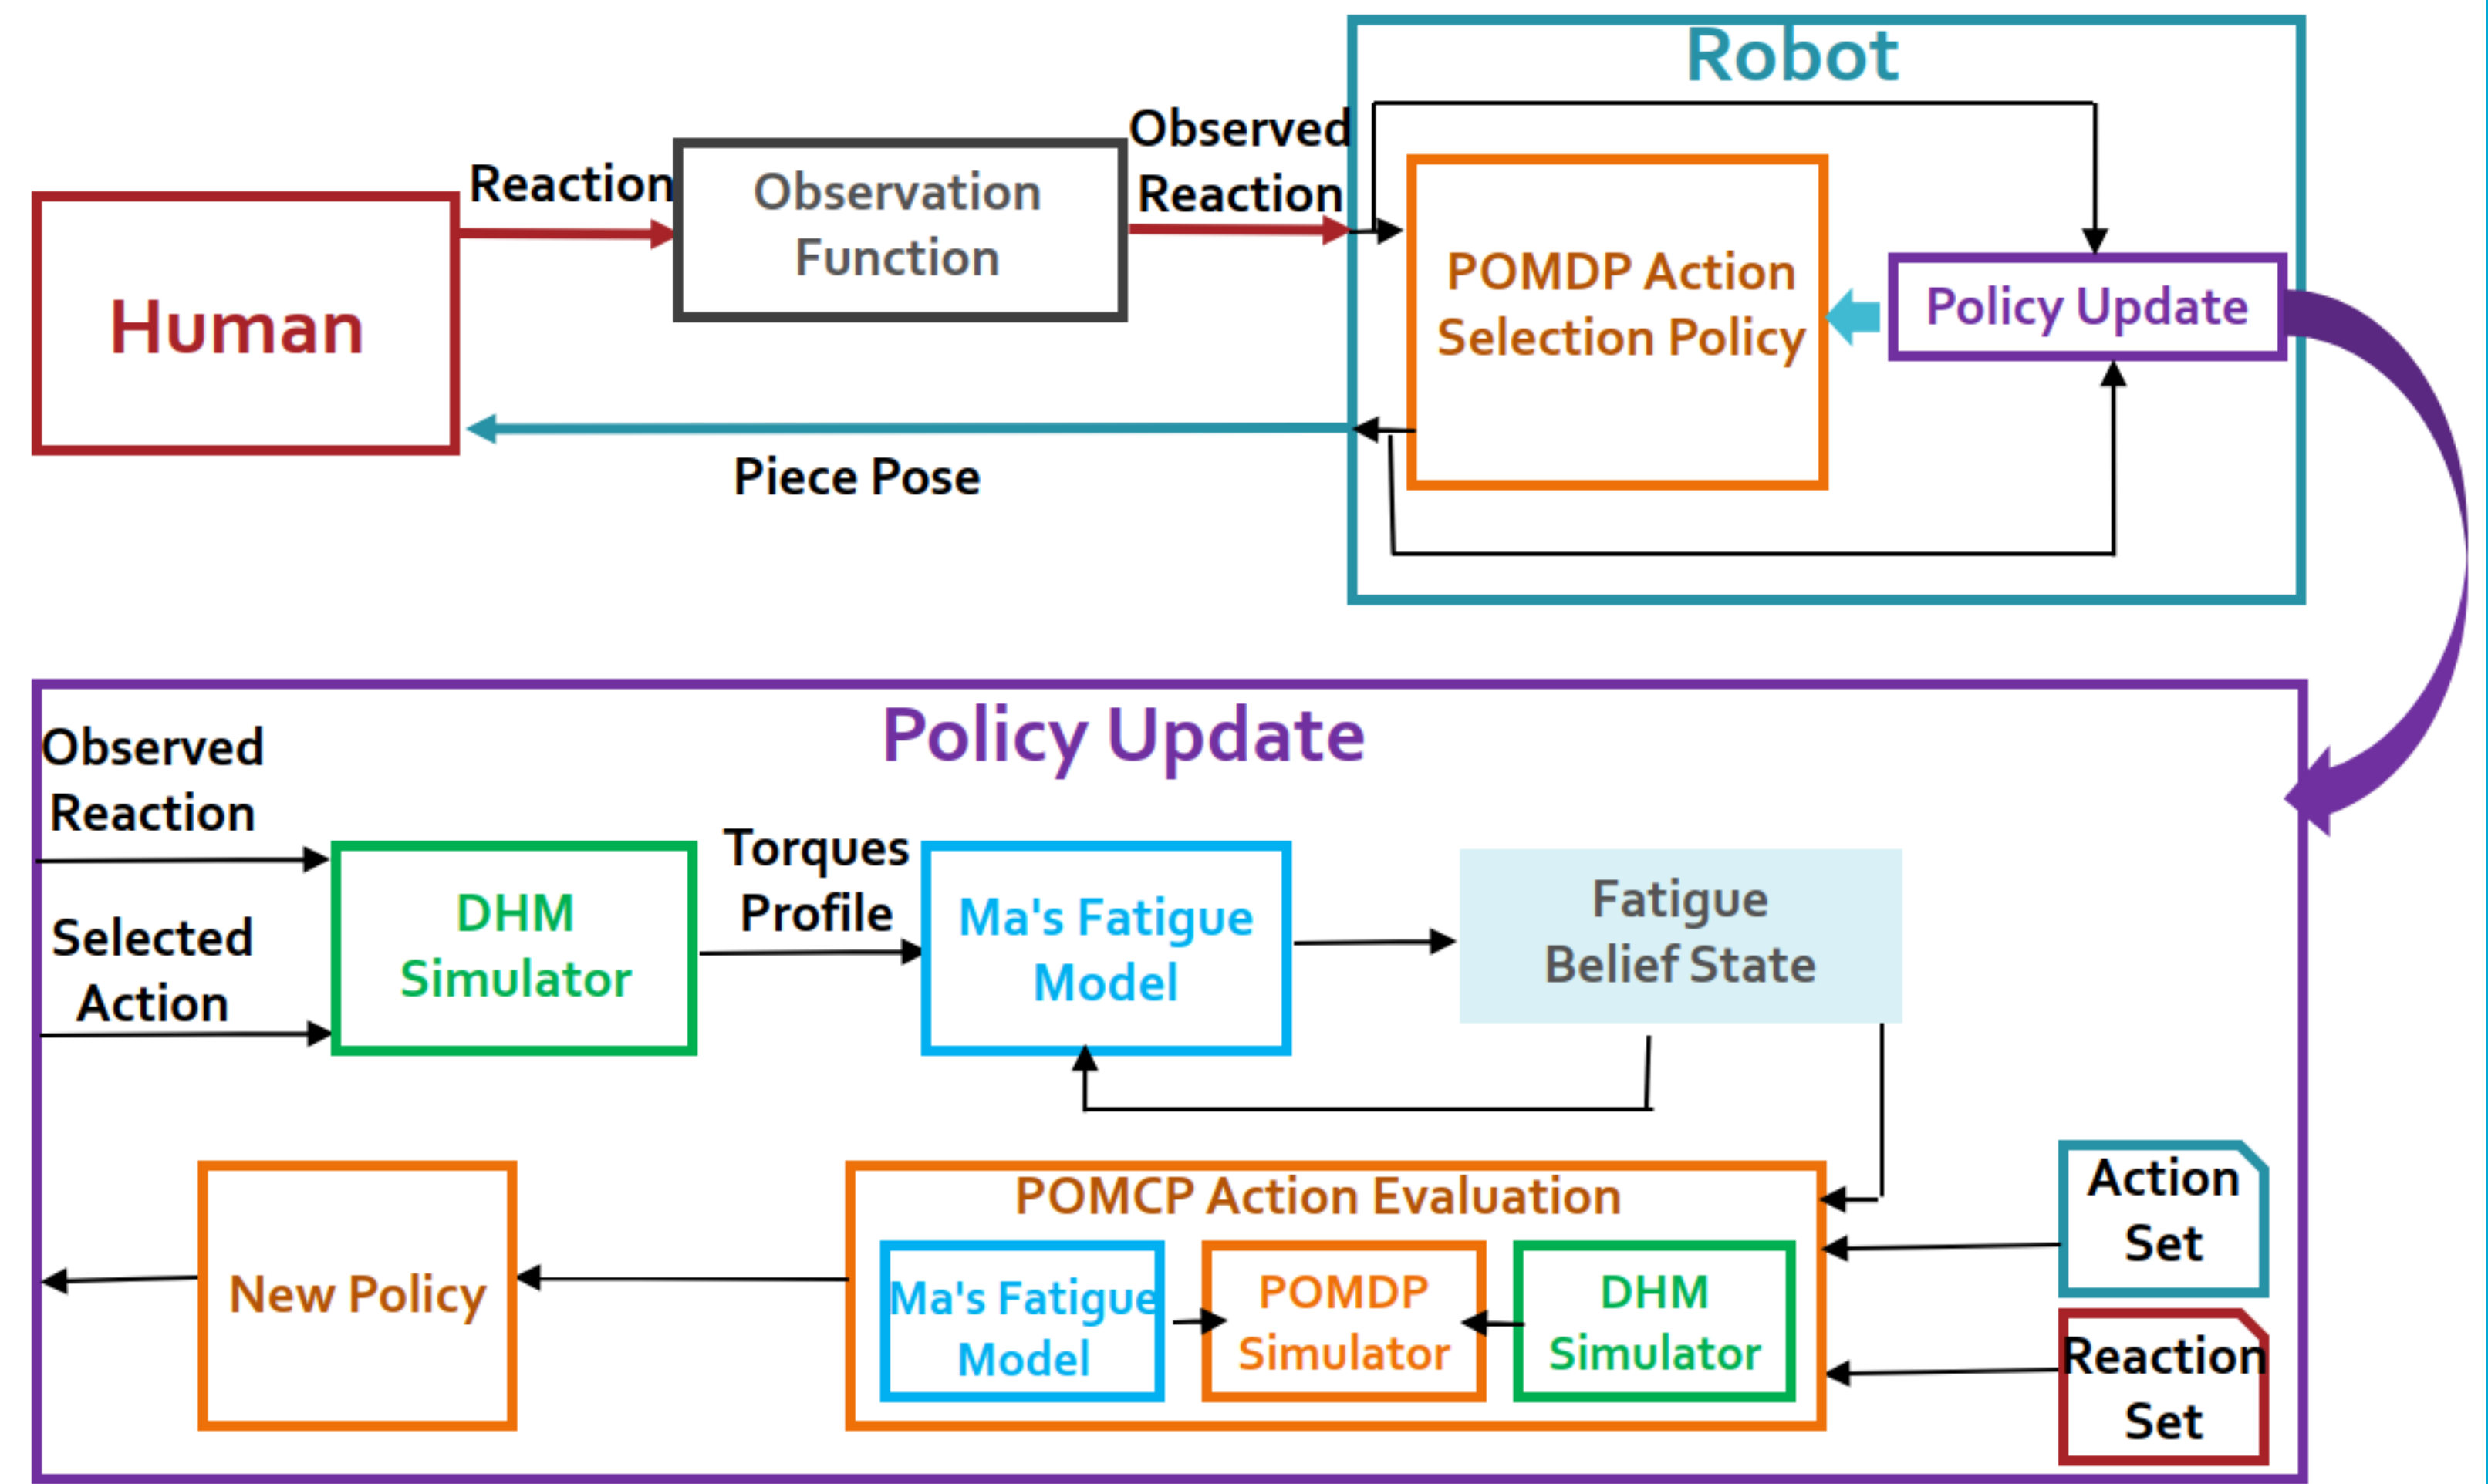 Robot
Observed
Reaction
Reaction
Observation
Function
Human
POMDP Action
Selection Policy
Policy Update
Piece Pose
Policy Update
Observed
Reaction
Selected
Action
DHM
Simulator
Torques
Profile
Ma's Fatigue
Model
Fatigue
Belief State
New Policy
POMCP Action Evaluation
Ma's Fatigue
Model
POMDP
Simulator
DHM
Simulator
Action
Set
Reaction
Set